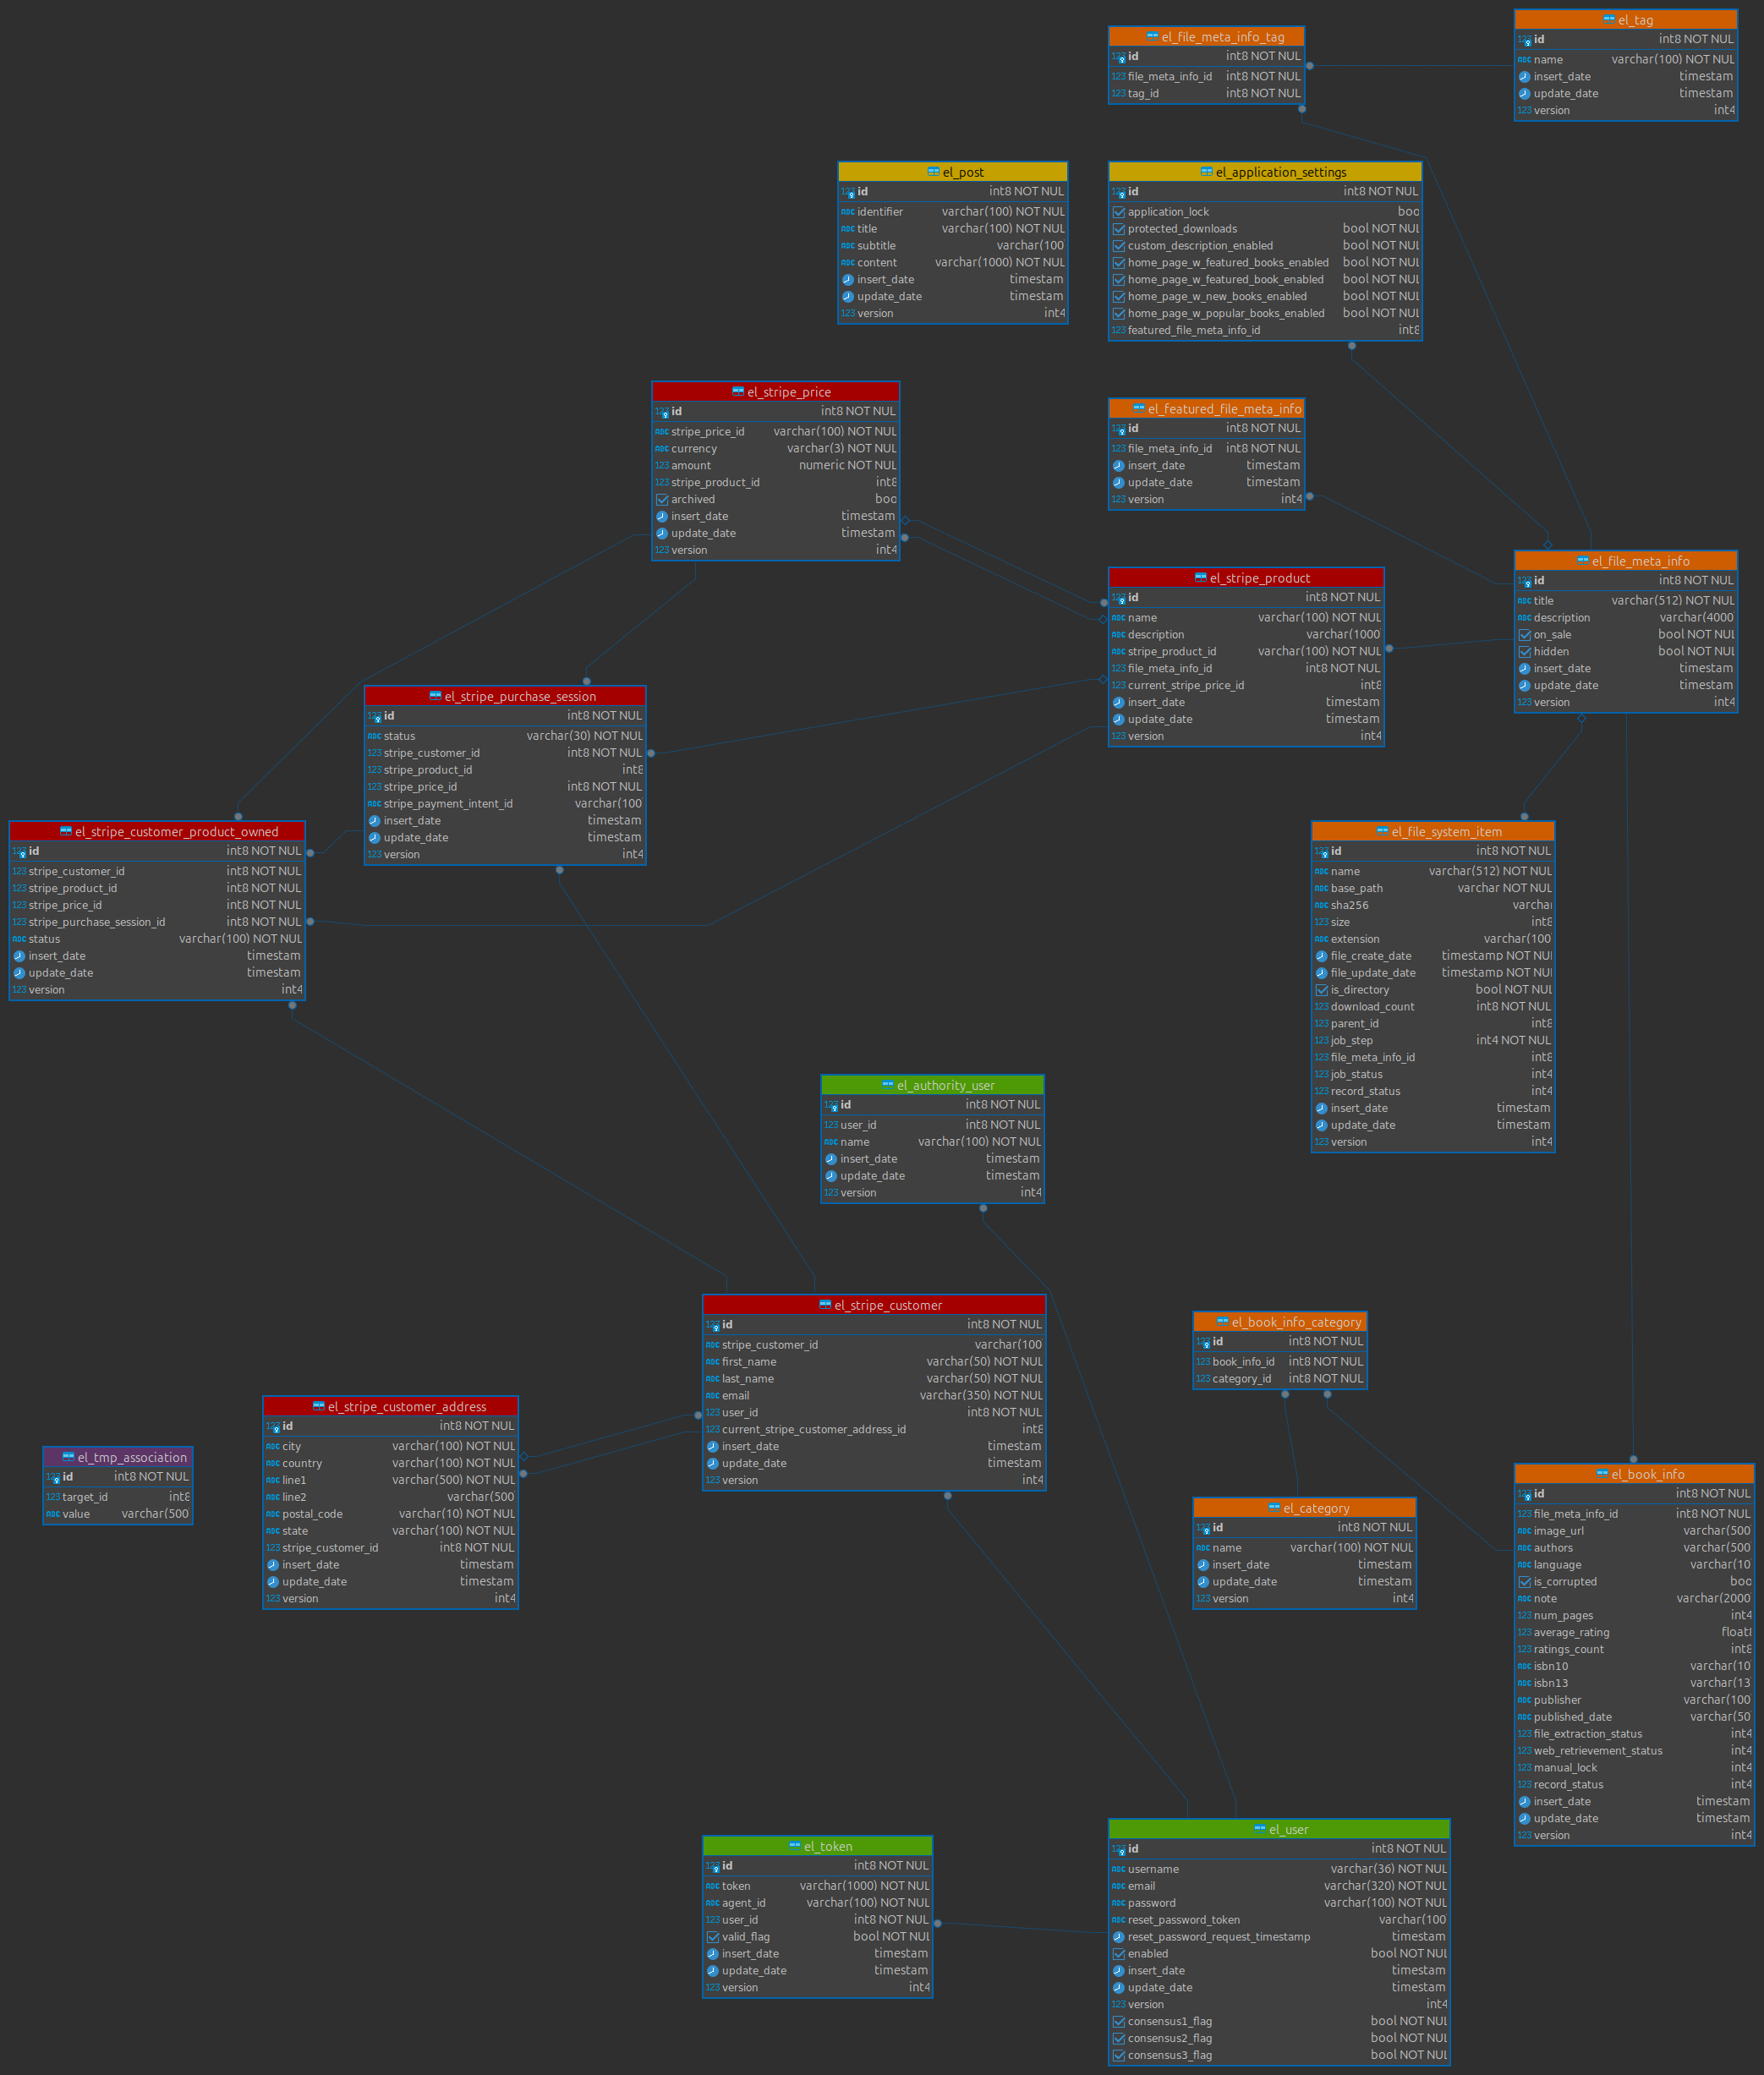 el_tag
id int8 NOT NUL
name varchar(100) NOT NUL
insert_date timestam
update_date timestam
version int4
el_file_meta_info_tag
id int8 NOT NUL
file_meta_info_id int8 NOT NUL
tag_id int8 NOT NUL
el_post
id int8 NOT NUL
identifier varchar(100) NOT NUL
title varchar(100) NOT NUL
subtitle varchar(100
content varchar(1000) NOT NUL
insert_date timestam
update_date timestam
version int4
el_application_settings
id int8 NOT NUL
application_lock boo
protected_downloads bool NOT NUL
custom_description_enabled bool NOT NUL
home_page_w_featured_books_enabled bool NOT NUL
home_page_w_featured_book_enabled bool NOT NUL
home_page_w_new_books_enabled bool NOT NUL
home_page_w_popular_books_enabled bool NOT NUL
featured_file_meta_info_id int8
el_stripe_price
id int8 NOT NUL
stripe_price_id varchar(100) NOT NUL
currency varchar(3) NOT NUL
amount numeric NOT NUL
stripe_product_id int8
archived boo
insert_date timestam
update_date timestam
version int4
el_featured_file_meta_info
id int8 NOT NUL
file_meta_info_id int8 NOT NUL
insert_date timestam
update_date timestam
version int4
el_file_meta_info
id int8 NOT NUL
title varchar(512) NOT NUL
description varchar(4000
on_sale bool NOT NUL
hidden bool NOT NUL
insert_date timestam
update_date timestam
version int4
el_stripe_product
id int8 NOT NUL
name varchar(100) NOT NUL
description varchar(1000
stripe_product_id varchar(100) NOT NUL
file_meta_info_id int8 NOT NUL
current_stripe_price_id int8
insert_date timestam
update_date timestam
version int4
el_stripe_purchase_session
id int8 NOT NUL
status varchar(30) NOT NUL
stripe_customer_id int8 NOT NUL
stripe_product_id int8
stripe_price_id int8 NOT NUL
stripe_payment_intent_id varchar(100
insert_date timestam
update_date timestam
version int4
el_stripe_customer_product_owned
id int8 NOT NUL
stripe_customer_id int8 NOT NUL
stripe_product_id int8 NOT NUL
stripe_price_id int8 NOT NUL
stripe_purchase_session_id int8 NOT NUL
status varchar(100) NOT NUL
insert_date timestam
update_date timestam
version int4
el_file_system_item
id int8 NOT NUL
name varchar(512) NOT NUL
base_path varchar NOT NUL
sha256 varchar
size int8
extension varchar(100
file_create_date timestamp NOT NUL
file_update_date timestamp NOT NUL
is_directory bool NOT NUL
download_count int8 NOT NUL
parent_id int8
job_step int4 NOT NUL
file_meta_info_id int8
job_status int4
record_status int4
insert_date timestam
update_date timestam
version int4
el_authority_user
id int8 NOT NUL
user_id int8 NOT NUL
name varchar(100) NOT NUL
insert_date timestam
update_date timestam
version int4
el_stripe_customer
id int8 NOT NUL
stripe_customer_id varchar(100
first_name varchar(50) NOT NUL
last_name varchar(50) NOT NUL
email varchar(350) NOT NUL
user_id int8 NOT NUL
current_stripe_customer_address_id int8
insert_date timestam
update_date timestam
version int4
el_book_info_category
id int8 NOT NUL
book_info_id int8 NOT NUL
category_id int8 NOT NUL
el_stripe_customer_address
id int8 NOT NUL
city varchar(100) NOT NUL
country varchar(100) NOT NUL
line1 varchar(500) NOT NUL
line2 varchar(500
postal_code varchar(10) NOT NUL
state varchar(100) NOT NUL
stripe_customer_id int8 NOT NUL
insert_date timestam
update_date timestam
version int4
el_tmp_association
id int8 NOT NUL
target_id int8
value varchar(500
el_category
id int8 NOT NUL
name varchar(100) NOT NUL
insert_date timestam
update_date timestam
version int4
el_book_info
id int8 NOT NUL
file_meta_info_id int8 NOT NUL
image_url varchar(500
authors varchar(500
language varchar(10
is_corrupted boo
note varchar(2000
num_pages int4
average_rating float8
ratings_count int8
isbn10 varchar(10
isbn13 varchar(13
publisher varchar(100
published_date varchar(50
file_extraction_status int4
web_retrievement_status int4
manual_lock int4
record_status int4
insert_date timestam
update_date timestam
version int4
el_token
id int8 NOT NUL
token varchar(1000) NOT NUL
agent_id varchar(100) NOT NUL
user_id int8 NOT NUL
valid_flag bool NOT NUL
insert_date timestam
update_date timestam
version int4
el_user
id int8 NOT NUL
username varchar(36) NOT NUL
email varchar(320) NOT NUL
password varchar(100) NOT NUL
reset_password_token varchar(100
reset_password_request_timestamp timestam
enabled bool NOT NUL
insert_date timestam
update_date timestam
version int4
consensus1_flag bool NOT NUL
consensus2_flag bool NOT NUL
consensus3_flag bool NOT NUL